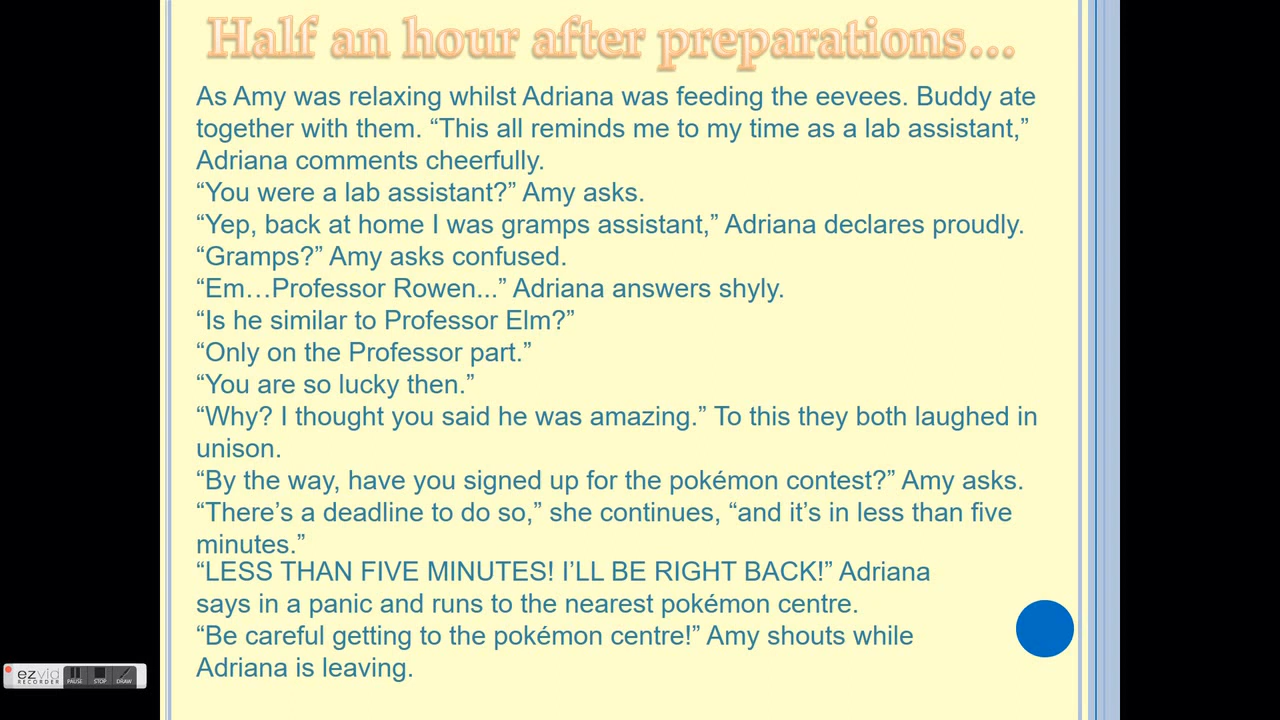 Half an hour after preparations…
As Amy was relaxing whilst Adriana was feeding the eevees. Buddy ate
together with them. “This all reminds me to my time as a lab assistant,”
Adriana comments cheerfully.
“You were a lab assistant?” Amy asks.
“Yep, back at home I was gramps assistant,” Adriana declares proudly.
“Gramps?” Amy asks confused.
“Em…Professor Rowen...” Adriana answers shyly.
“Is he similar to Professor Elm?”
“Only on the Professor part.”
“You are so lucky then.”
“Why? I thought you said he was amazing.” To this they both laughed in
unison.
“By the way, have you signed up for the pokémon contest?” Amy asks.
“There’s a deadline to do so,” she continues, “and it’s in less than five
minutes.”
“LESS THAN FIVE MINUTES! I’LL BE RIGHT BACK!” Adriana
says in a panic and runs to the nearest pokémon centre.
“Be careful getting to the pokémon centre!” Amy shouts while
Adriana is leaving.
ezvid
RECORDER
PAUSE STOP DRAW